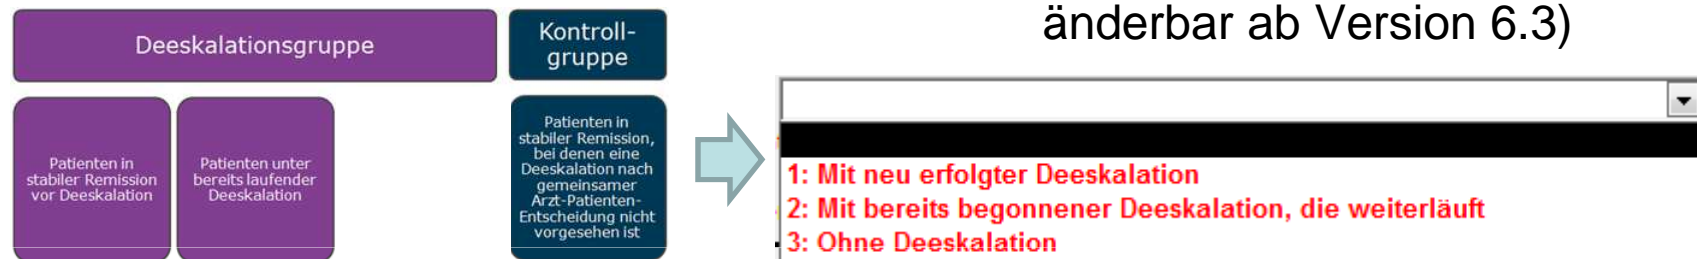 Deeskalationsgruppe
Kontroll-
gruppe
Patienten in
stabiler Remission
vor Deeskalation
Patienten unter
bereits laufender
Deeskalation
Patienten in
stabiler Remission,
bei denen eine
Deeskalation nach
gemeinsamer
Arzt-Patienten-
Entscheidung nicht
vorgesehen ist
änderbar ab Version 6.3)
1: Mit neu erfolgter Deeskalation
2: Mit bereits begonnener Deeskalation, die weiterläuft
3: Ohne Deeskalation